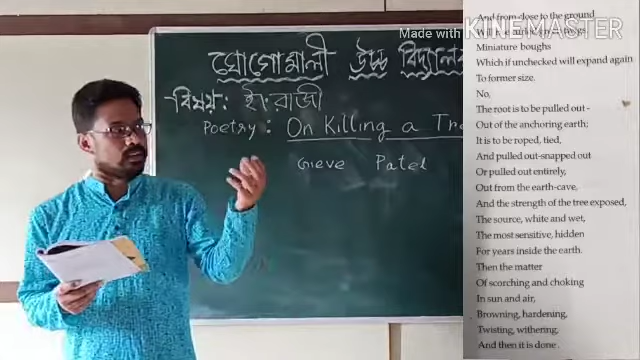 Made with KINEMASTER
ঘোগোমালী উচ্চ বিদ্যালয়
বিষয়: ইংরাজী
Poetry: On Killing a Tre
Gieve Patel
And from close to the ground
Miniature boughs
Which if unchecked will expand again
To former size.
No,
The root is to be pulled out -
Out of the anchoring earth;
It is to be roped, tied,
And pulled out-snapped out
Or pulled out entirely,
Out from the earth-cave,
And the strength of the tree exposed,
The source, white and wet,
The most sensitive, hidden
For years inside the earth.
Then the matter
Of scorching and choking
In sun and air,
Browning, hardening,
Twisting, withering,
And then it is done.